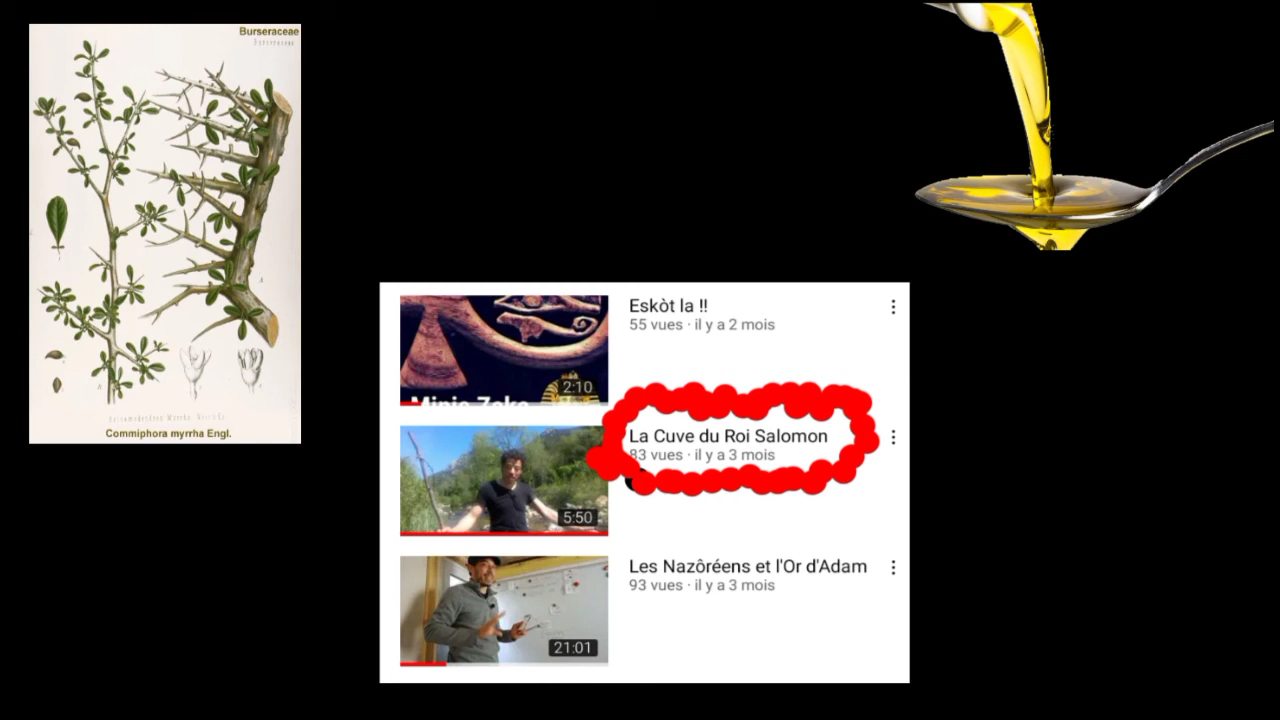 Burseraceae
Commiphora myrrha Engl.
Eskòt la !!
55 vues · il y a 2 mois
2:10
La Cuve du Roi Salomon
83 vues · il y a 3 mois
5:50
Les Nazôréens et l'Or d'Adam
93 vues · il y a 3 mois
21:01